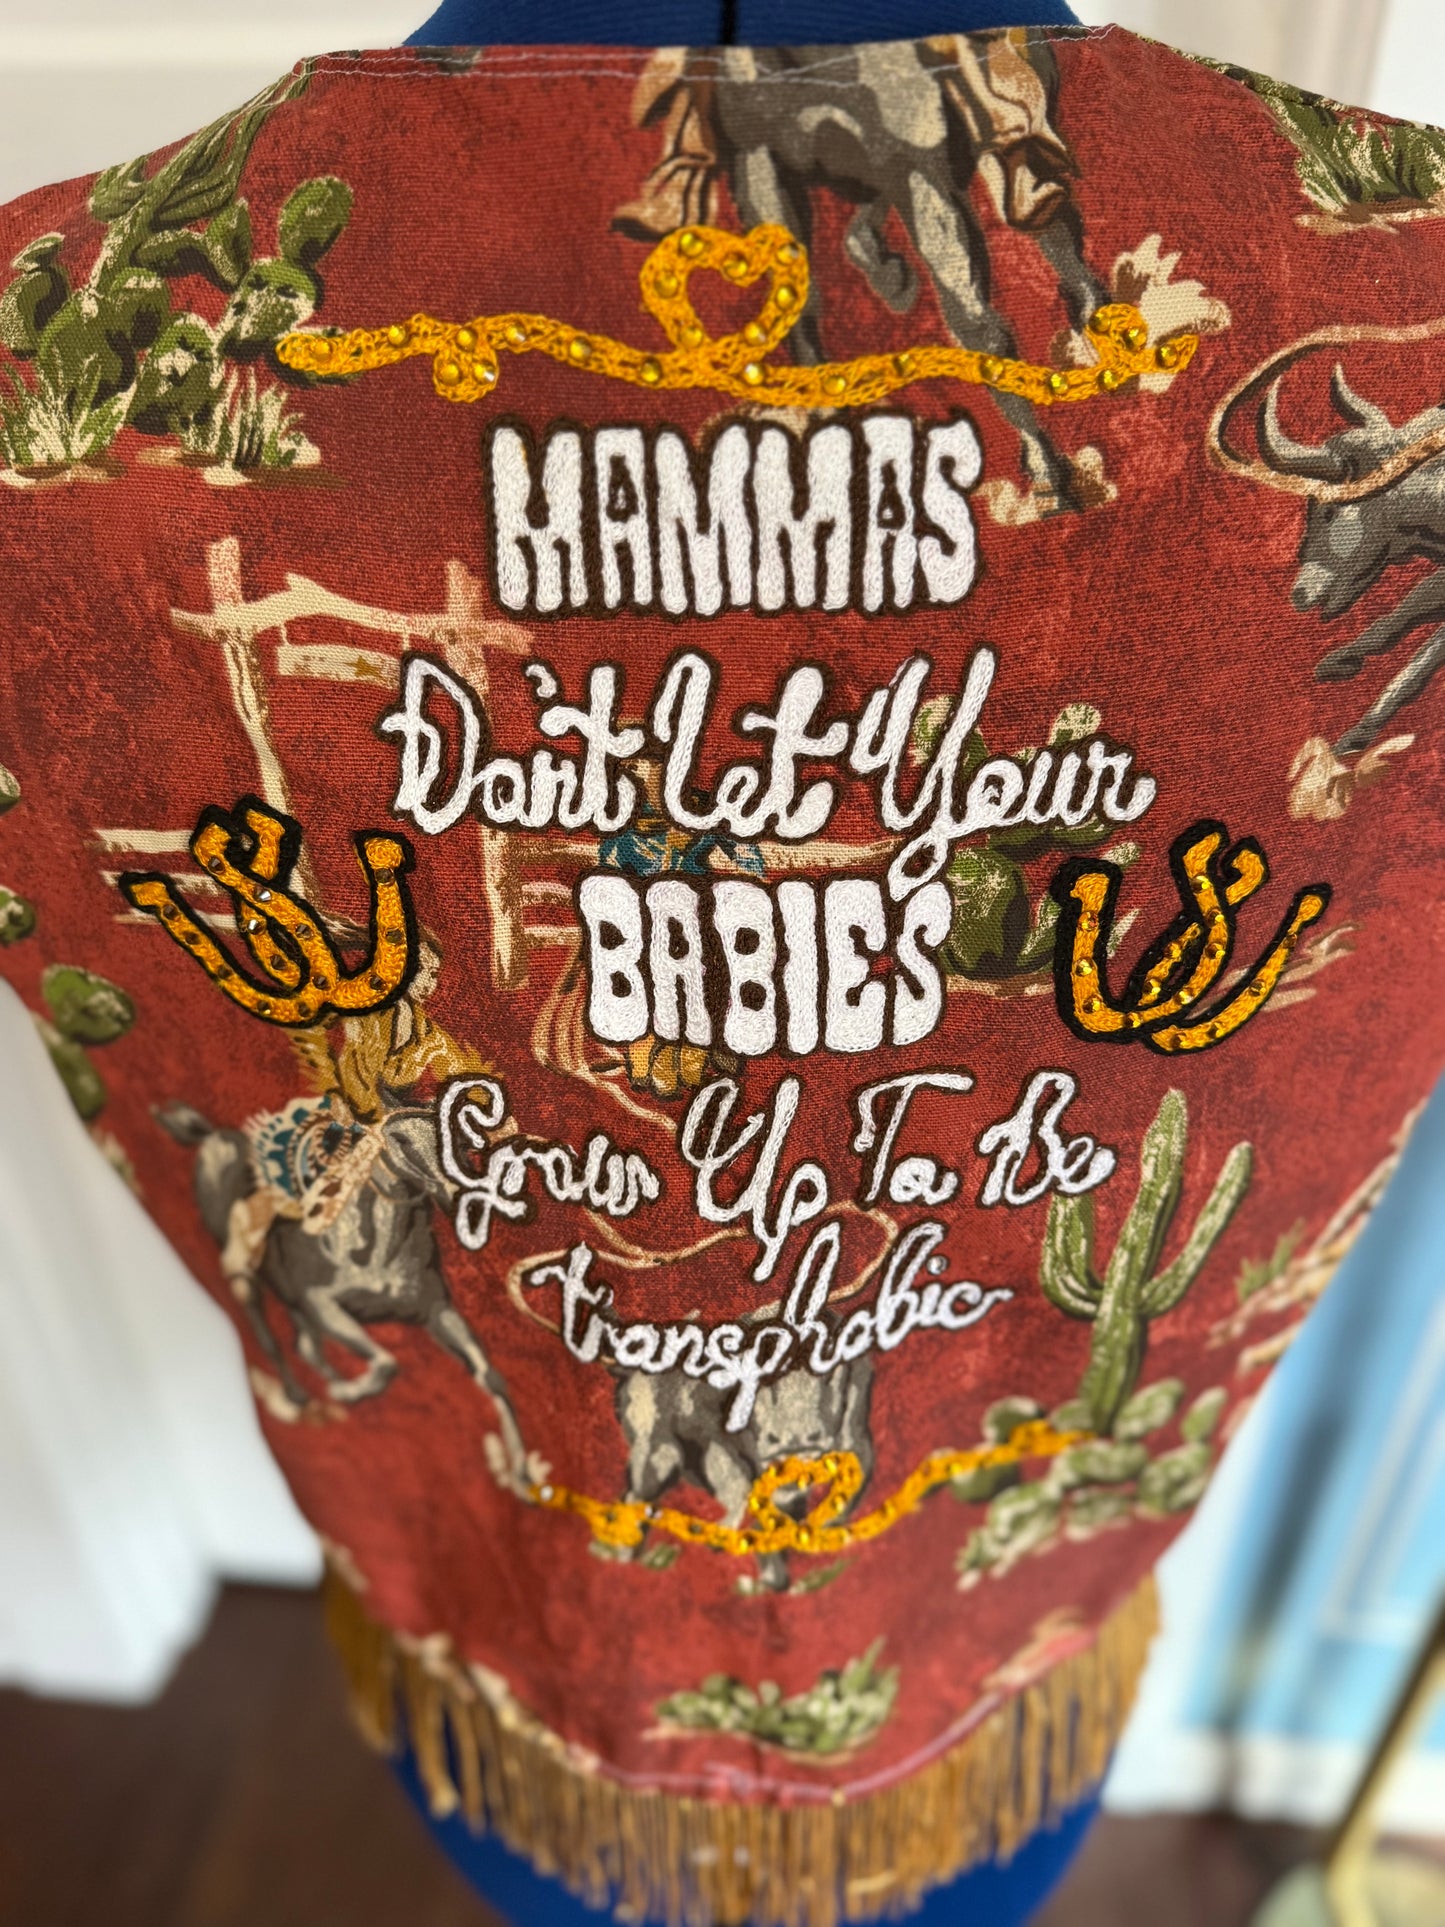 MAMMAS
Don't Let Your
BABIES
Grow Up To Be
transphobic